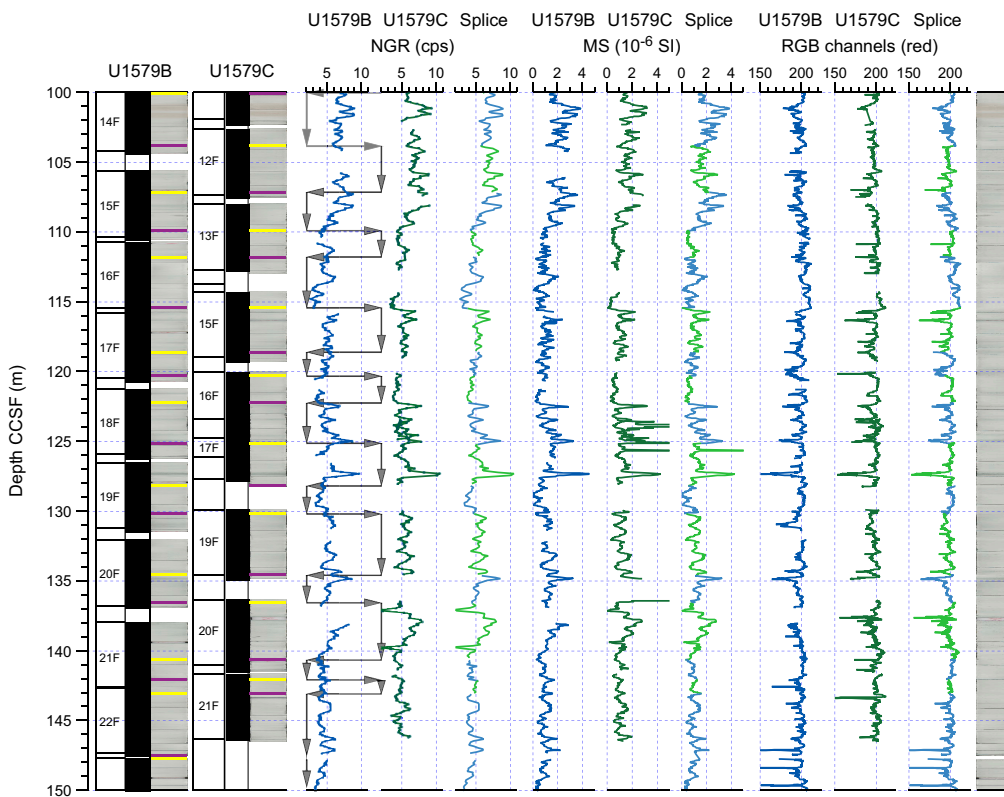 U1579B U1579C Splice U1579B U1579C Splice U1579B U1579C Splice
NGR (cps) MS (10⁻⁶ SI) RGB channels (red)
U1579B U1579C
5 10 5 10 5 10 0 2 4 0 2 4 0 2 4 150 200 150 200 150 200
Depth CCSF (m)
100
105
110
115
120
125
130
135
140
145
150
14F
15F
16F
17F
18F
19F
20F
21F
22F
12F
13F
15F
16F
17F
19F
20F
21F